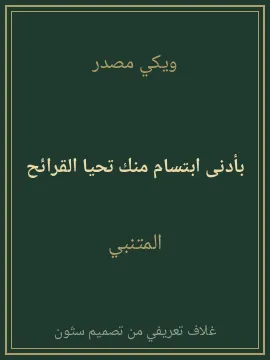 ويكي مصدر
بأدنى ابتسام منك تحيا القرائح
المتنبي
غلاف تعريفي من تصميم سثون